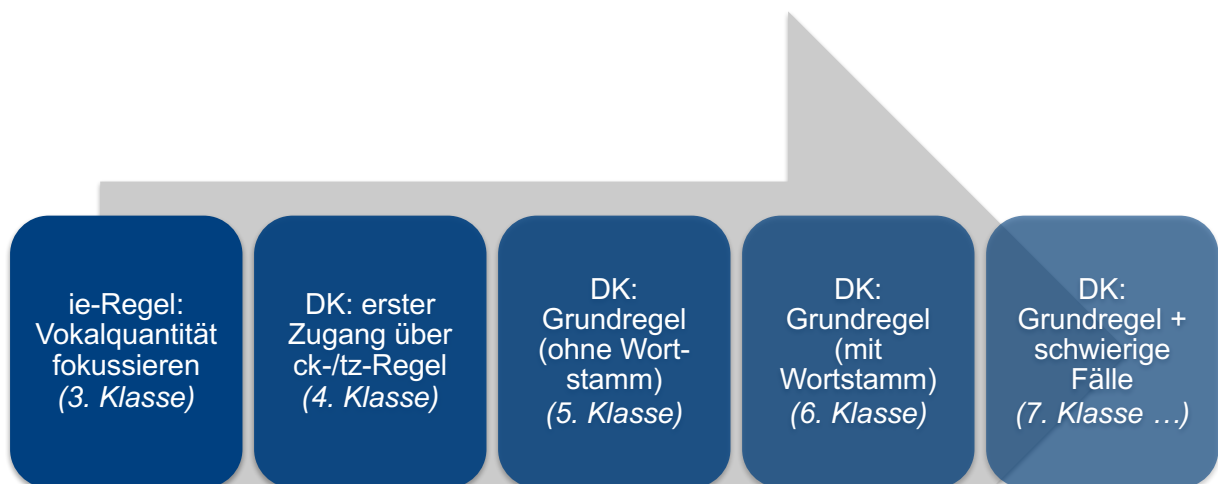 ie-Regel:
Vokalquantität
fokussieren
(3. Klasse)
DK: erster
Zugang über
ck-/tz-Regel
(4. Klasse)
DK:
Grundregel
(ohne Wort-
stamm)
(5. Klasse)
DK:
Grundregel
(mit
Wortstamm)
(6. Klasse)
DK:
Grundregel +
schwierige
Fälle
(7. Klasse …)